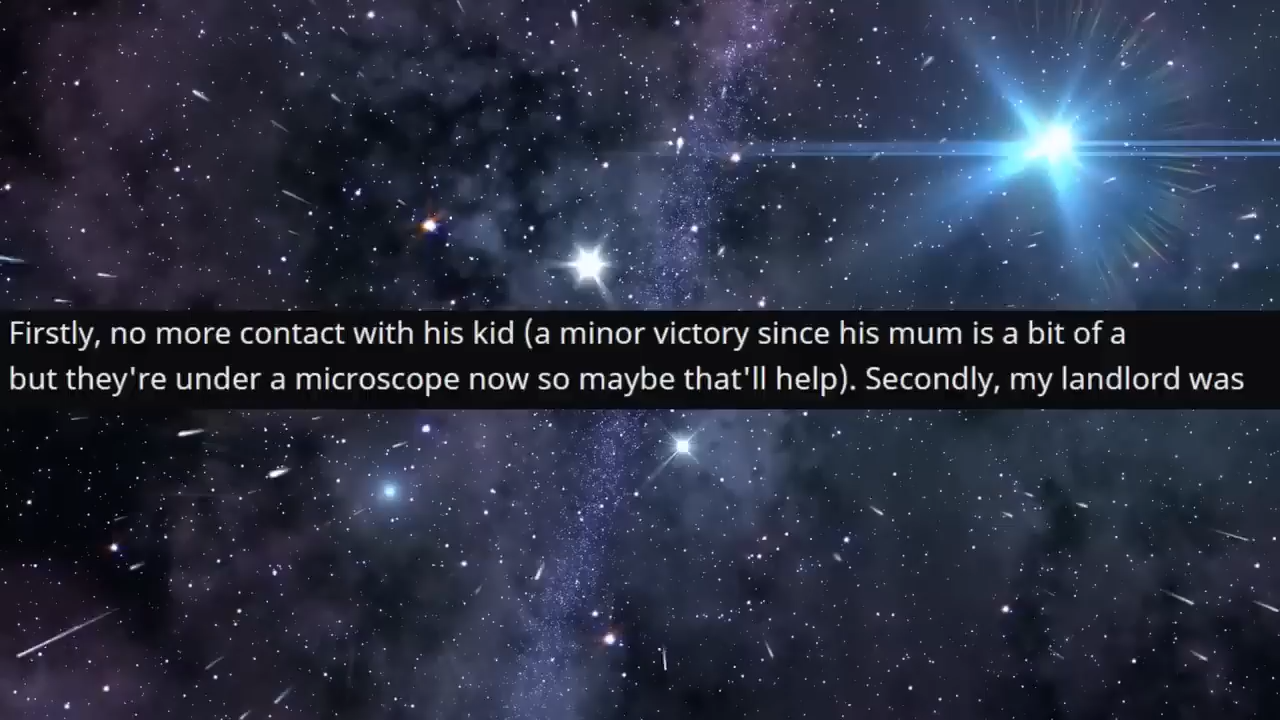 Firstly, no more contact with his kid (a minor victory since his mum is a bit of a
but they're under a microscope now so maybe that'll help). Secondly, my landlord was